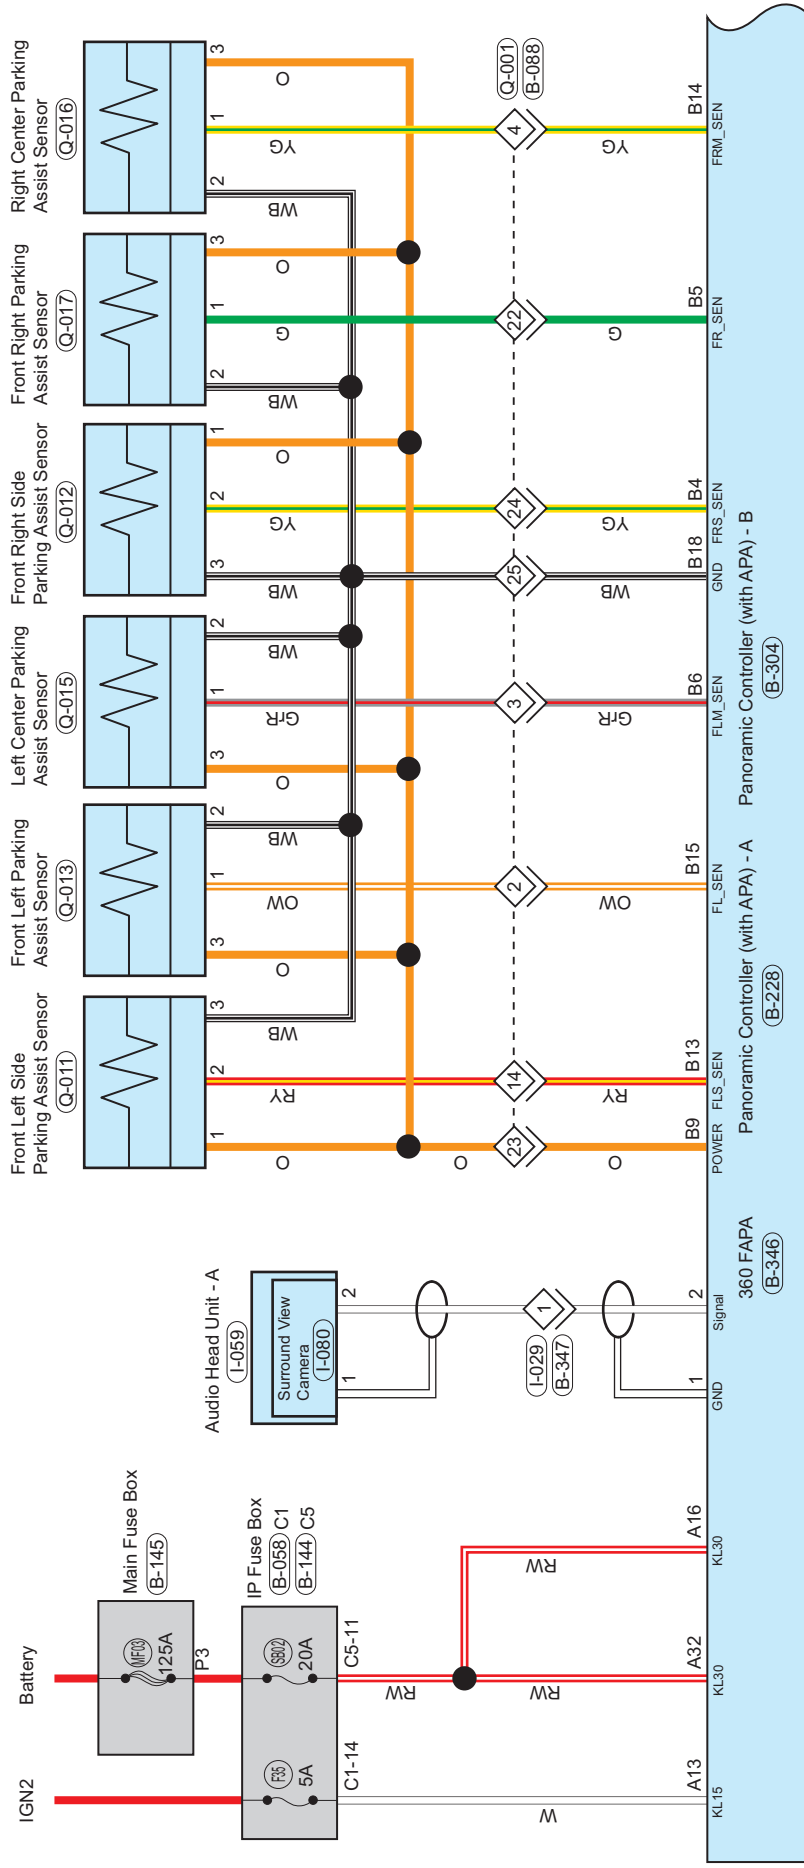 IGN2
Battery
Main Fuse Box
B-145
MF03
125A
P3
IP Fuse Box
B-058 C1
B-144 C5
F35
5A
SB02
20A
C1-14
C5-11
W
RW
RW
RW
A13
A32
A16
KL15
KL30
KL30
Audio Head Unit - A
I-059
Surround View
Camera
I-080
1
2
1
I-029
B-347
1
2
GND
Signal
360 FAPA
B-346
Front Left Side
Parking Assist Sensor
Q-011
1
2
3
O
RY
WB
Front Left Parking
Assist Sensor
Q-013
3
1
2
O
OW
WB
Left Center Parking
Assist Sensor
Q-015
3
1
2
O
GrR
WB
Front Right Side
Parking Assist Sensor
Q-012
3
2
1
WB
YG
O
Front Right Parking
Assist Sensor
Q-017
2
1
3
WB
G
O
Right Center Parking
Assist Sensor
Q-016
2
1
3
WB
YG
O
O
23
14
2
3
25
24
22
4
Q-001
B-088
O
RY
OW
GrR
WB
YG
G
YG
B9
B13
B15
B6
B18
B4
B5
B14
POWER
FLS_SEN
FL_SEN
FLM_SEN
GND
FRS_SEN
FR_SEN
FRM_SEN
Panoramic Controller (with APA) - A
B-228
Panoramic Controller (with APA) - B
B-304